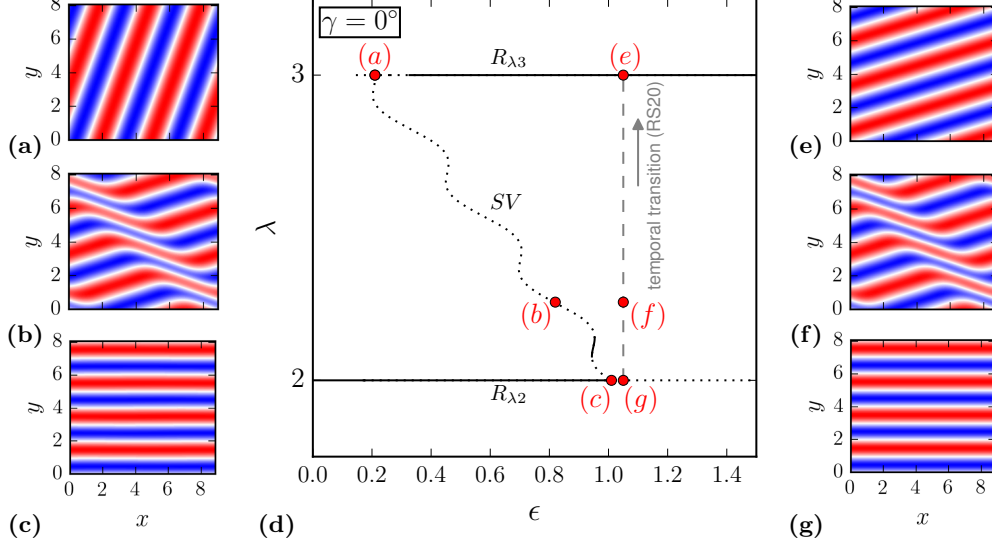 γ = 0°
8
6
4
2
0
y
(a)
8
6
4
2
0
y
(b)
8
6
4
2
0
y
0 2 4 6 8
x
(c)
λ
3
2
(a)
R_{λ3}
(e)
SV
temporal transition (RS20)
(b)
(f)
R_{λ2}
(c)
(g)
0.0 0.2 0.4 0.6 0.8 1.0 1.2 1.4
ϵ
(d)
8
6
4
2
0
y
(e)
8
6
4
2
0
y
(f)
8
6
4
2
0
y
0 2 4 6 8
x
(g)